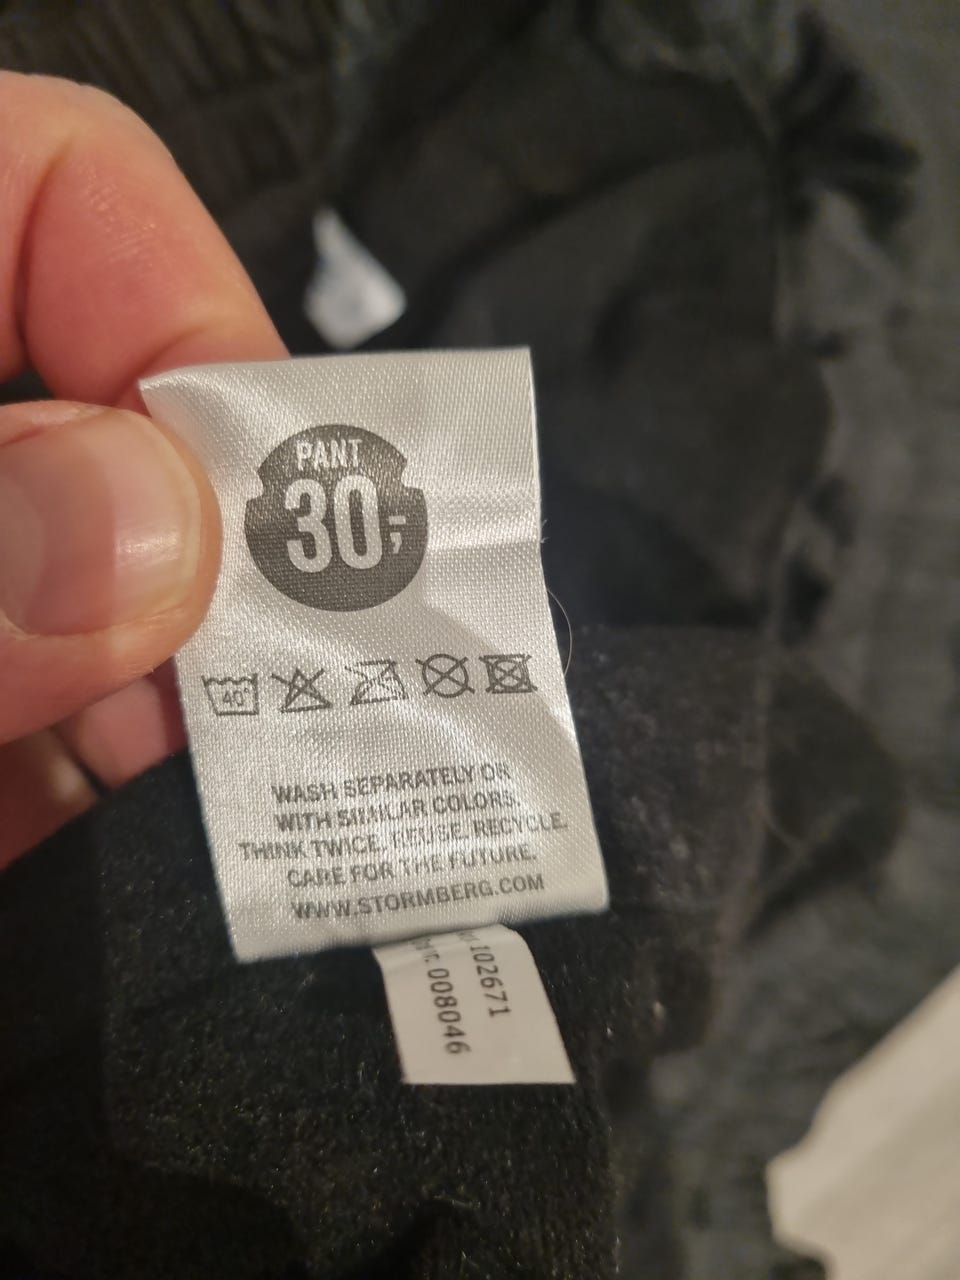 PANT
30,-
40°
WASH SEPARATELY OR
WITH SIMILAR COLORS.
THINK TWICE. REUSE. RECYCLE.
CARE FOR THE FUTURE.
WWW.STORMBERG.COM
102671
008046